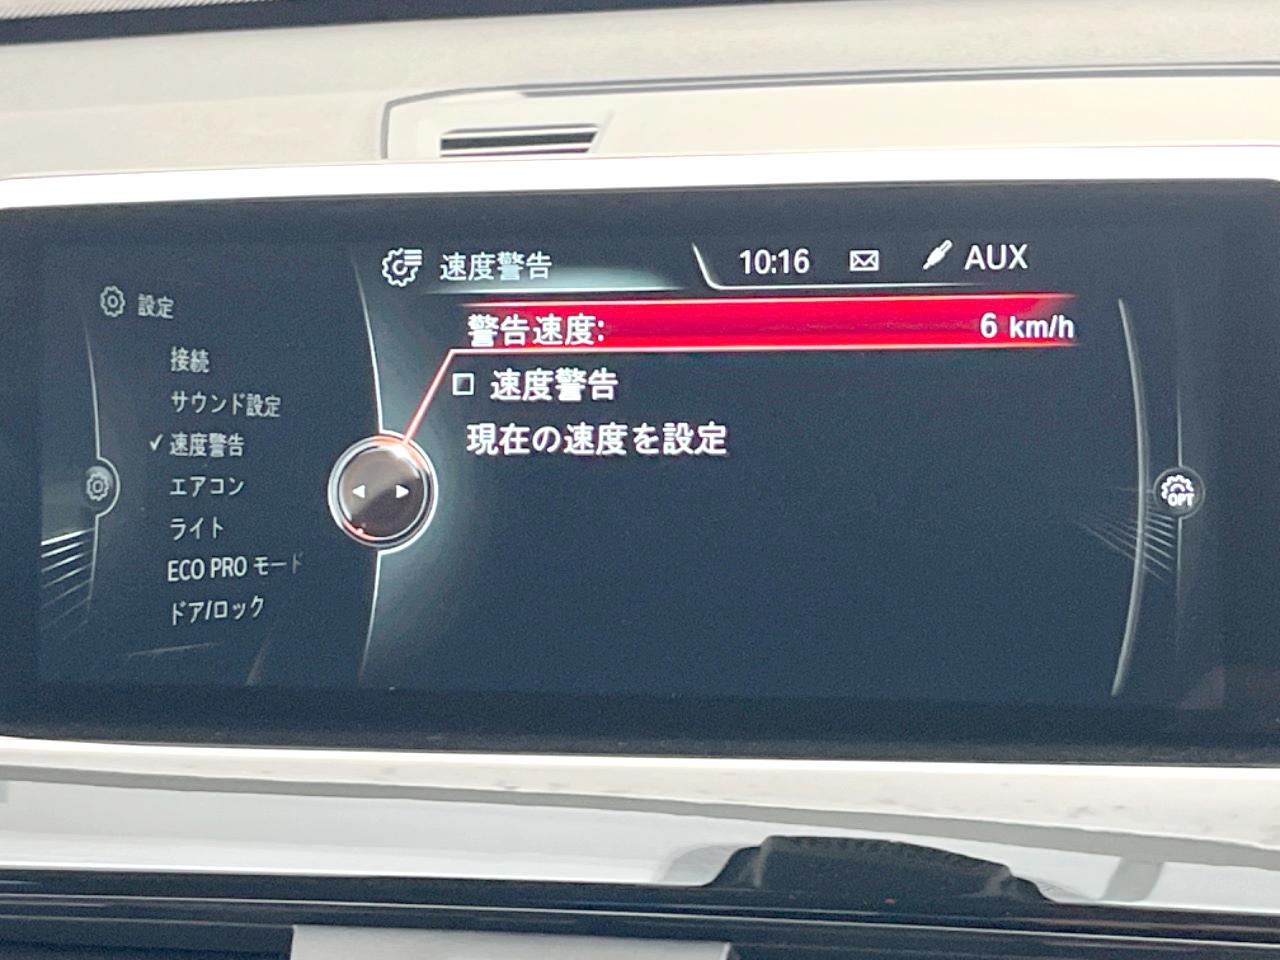 速度警告
10:16
AUX
設定
警告速度: 6 km/h
速度警告
現在の速度を設定
接続
サウンド設定
✓ 速度警告
エアコン
ライト
ECO PRO モード
ドア/ロック
OPT